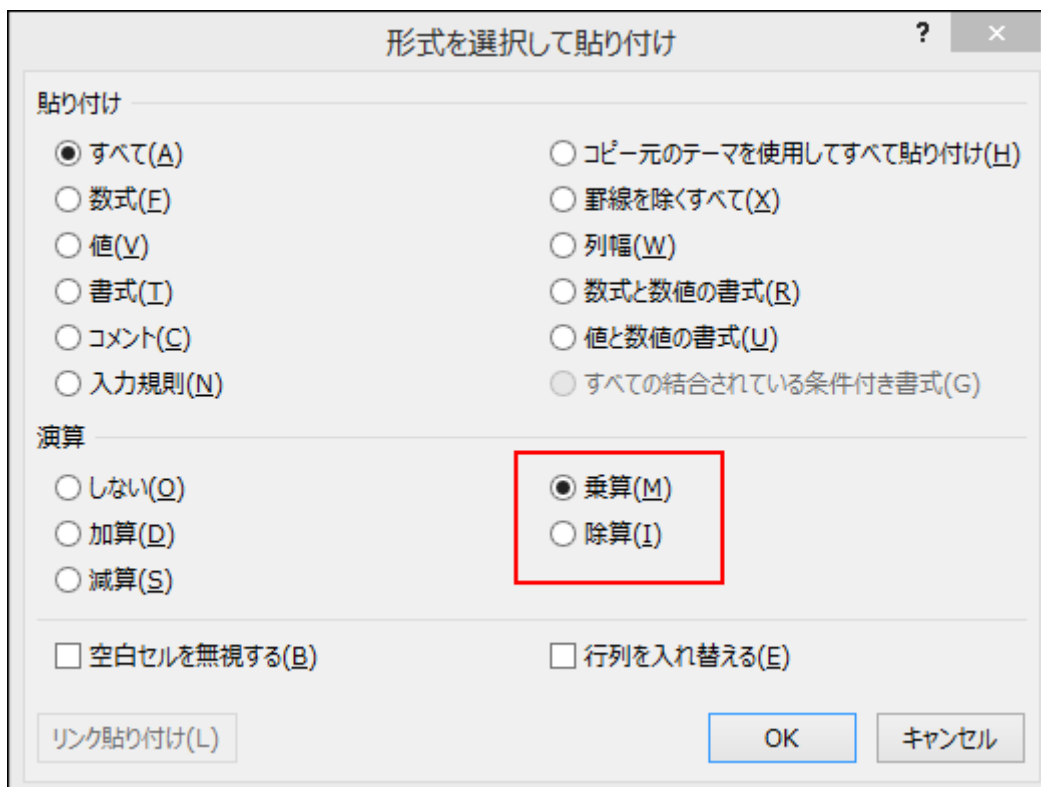 形式を選択して貼り付け ? ×
貼り付け
すべて(A)
コピー元のテーマを使用してすべて貼り付け(H)
数式(F)
罫線を除くすべて(X)
値(V)
列幅(W)
書式(T)
数式と数値の書式(R)
コメント(C)
値と数値の書式(U)
入力規則(N)
すべての結合されている条件付き書式(G)
演算
しない(O)
乗算(M)
加算(D)
除算(I)
減算(S)
空白セルを無視する(B)
行列を入れ替える(E)
リンク貼り付け(L)
OK
キャンセル